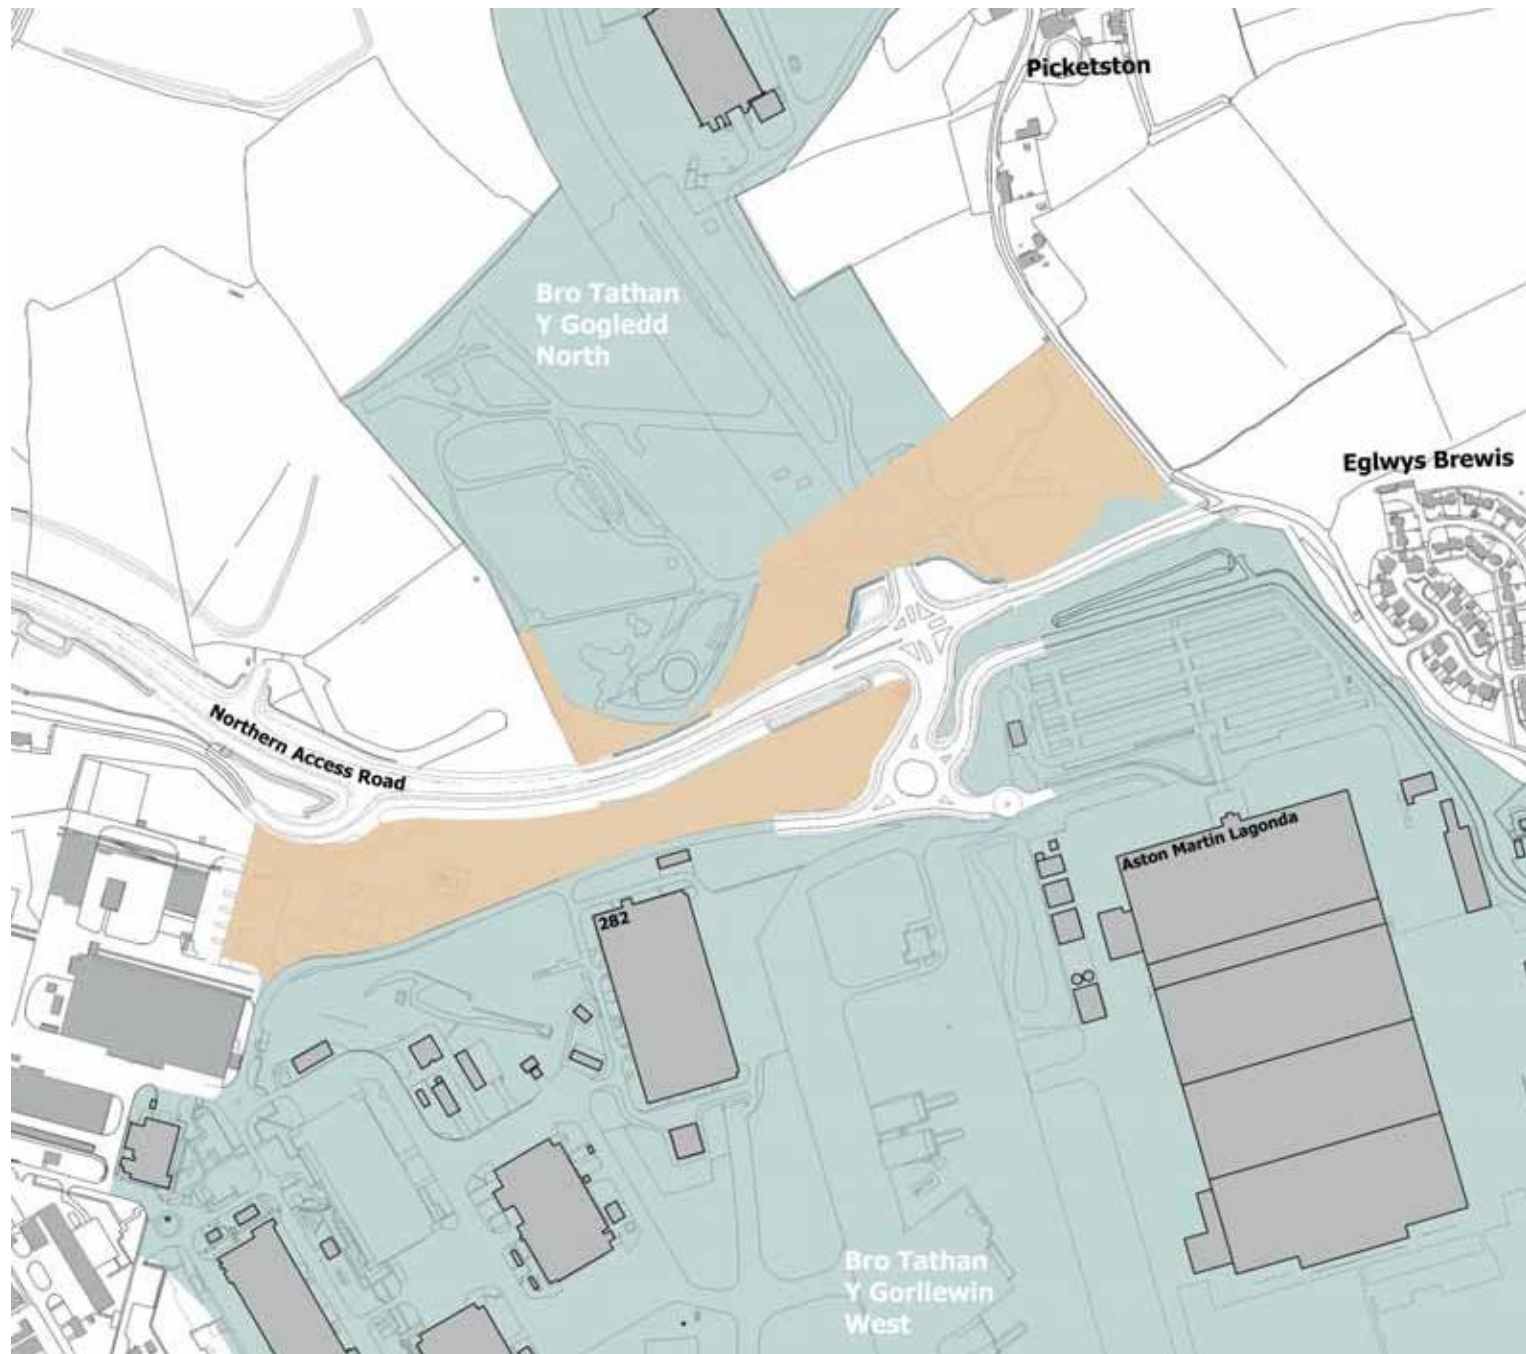 Picketston
Bro Tathan
Y Gogledd
North
Eglwys Brewis
Northern Access Road
Aston Martin Lagonda
282
Bro Tathan
Y Gorllewin
West